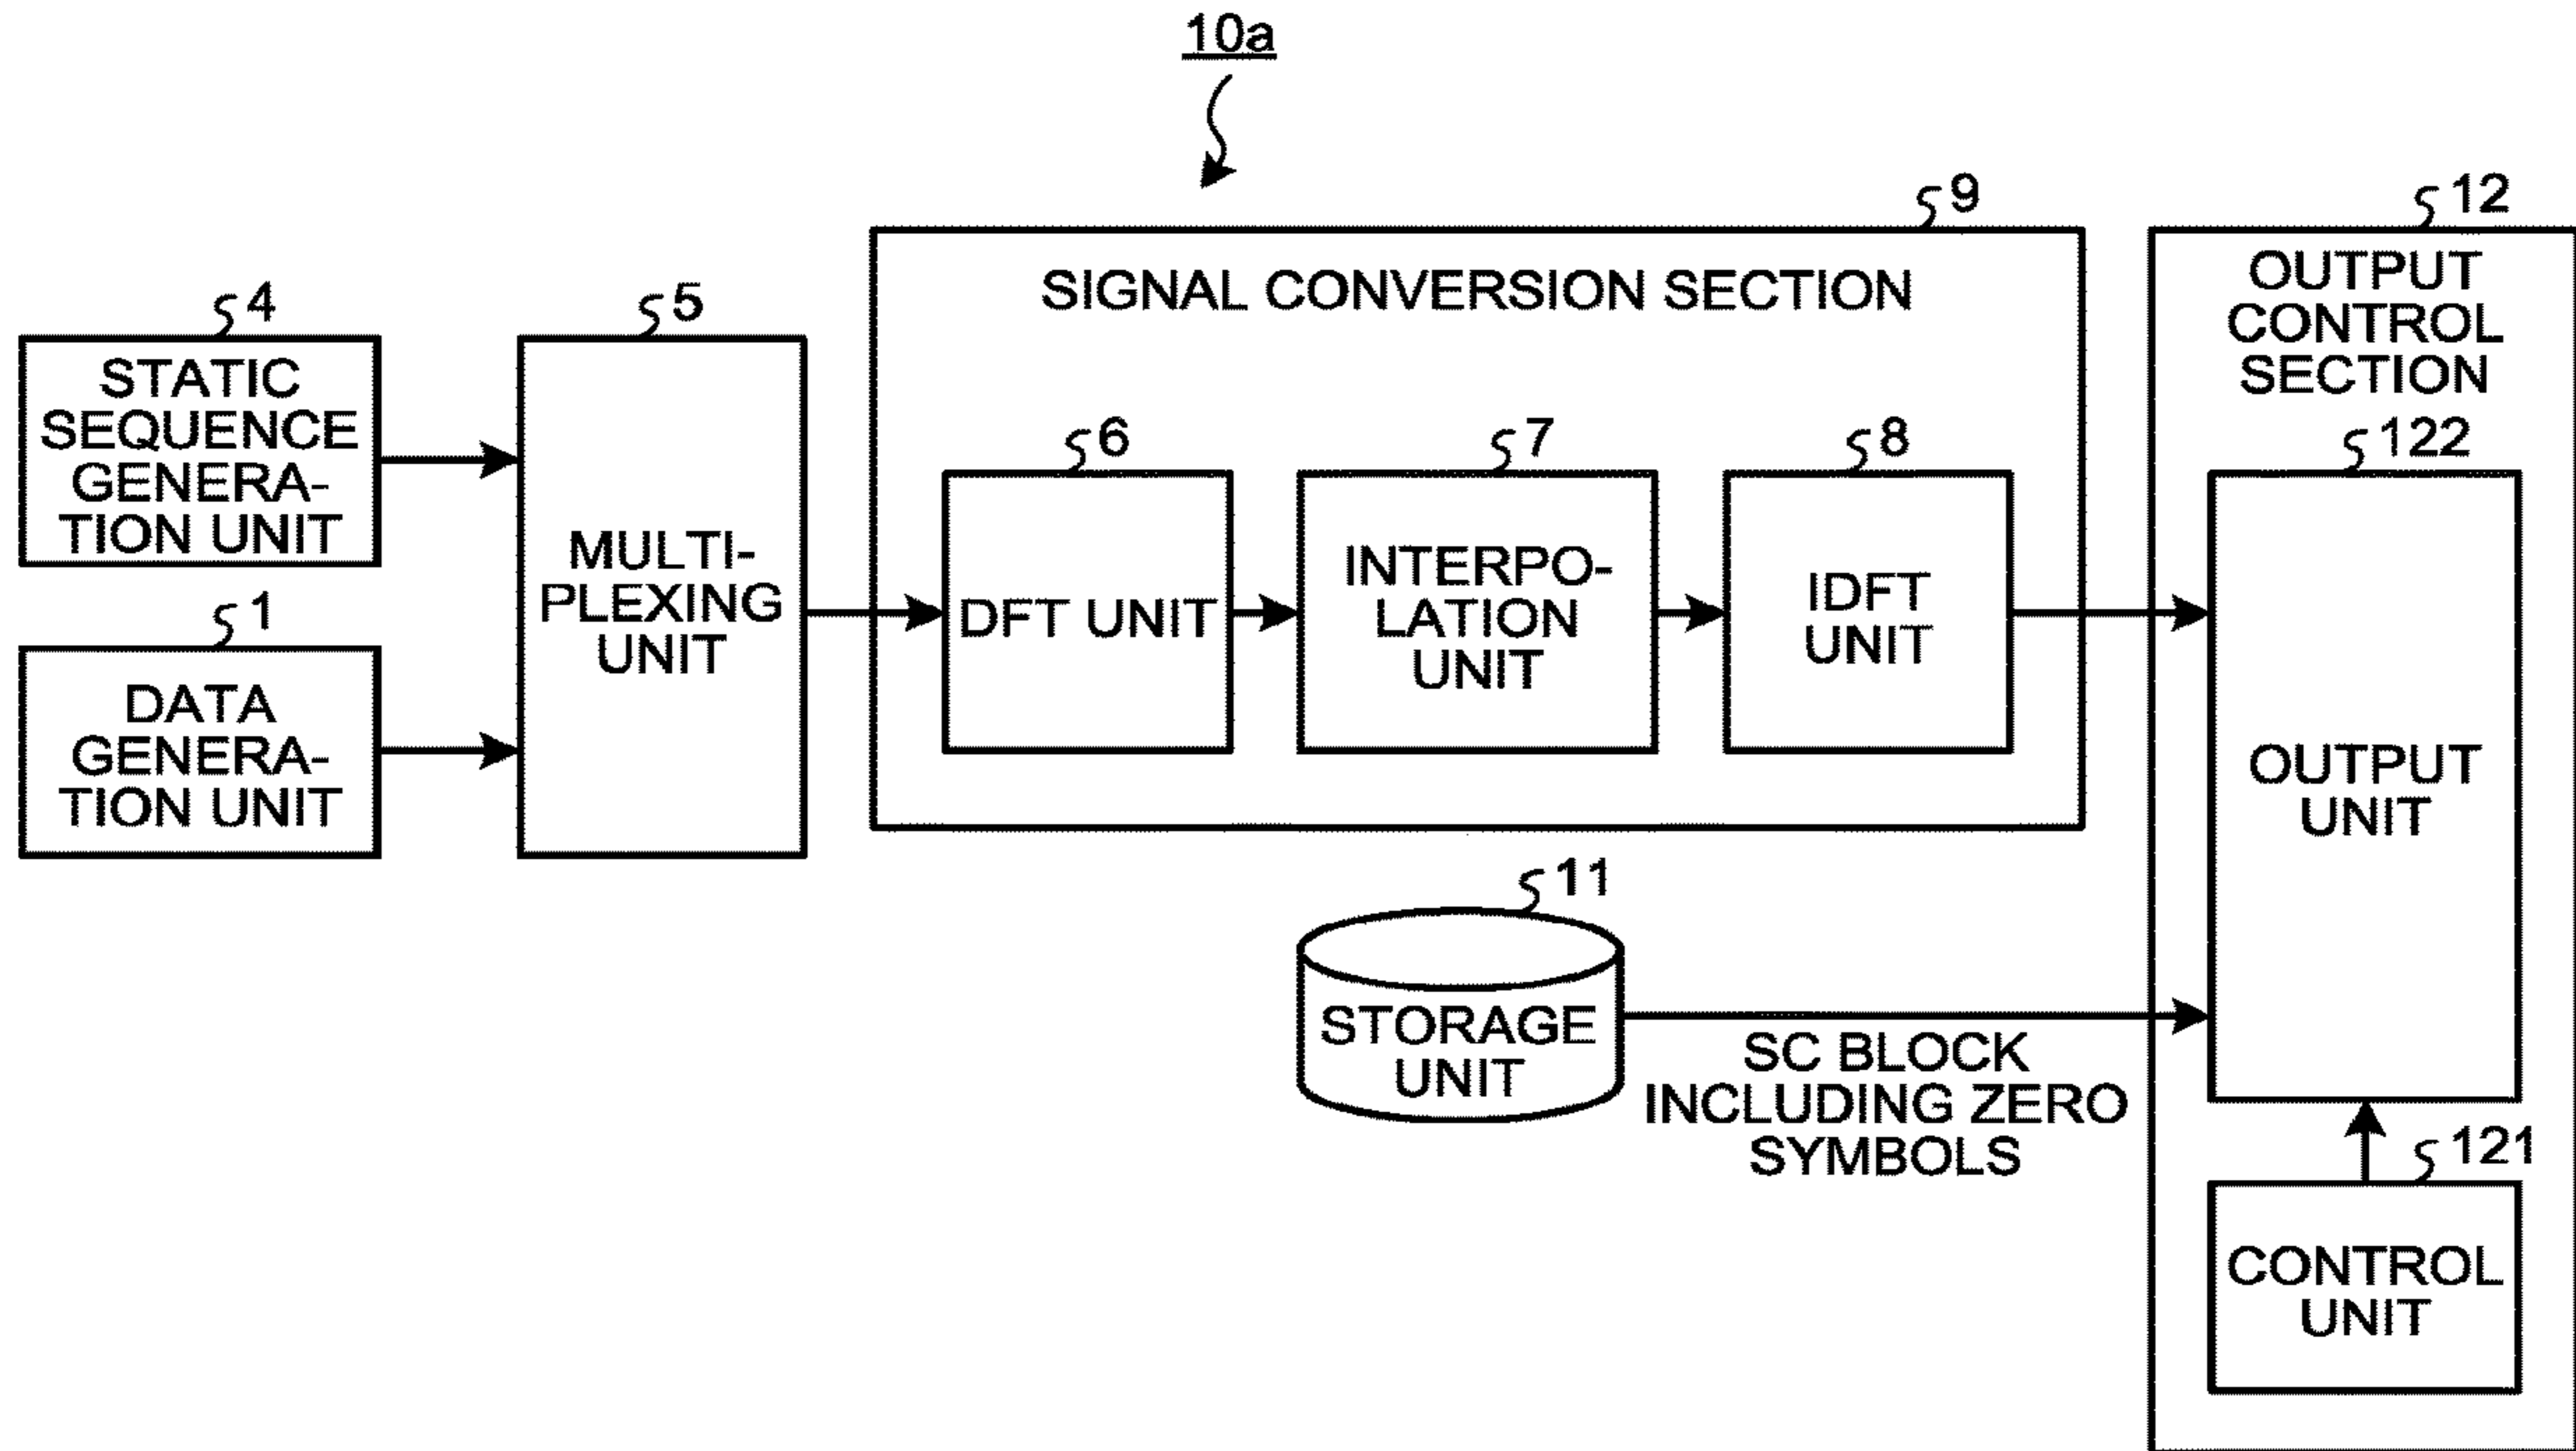 10a
9
12
SIGNAL CONVERSION SECTION
OUTPUT
CONTROL
SECTION
4
STATIC
SEQUENCE
GENERA-
TION UNIT
5
MULTI-
PLEXING
UNIT
1
DATA
GENERA-
TION UNIT
6
DFT UNIT
7
INTERPO-
LATION
UNIT
8
IDFT
UNIT
122
OUTPUT
UNIT
11
STORAGE
UNIT
SC BLOCK
INCLUDING ZERO
SYMBOLS
121
CONTROL
UNIT